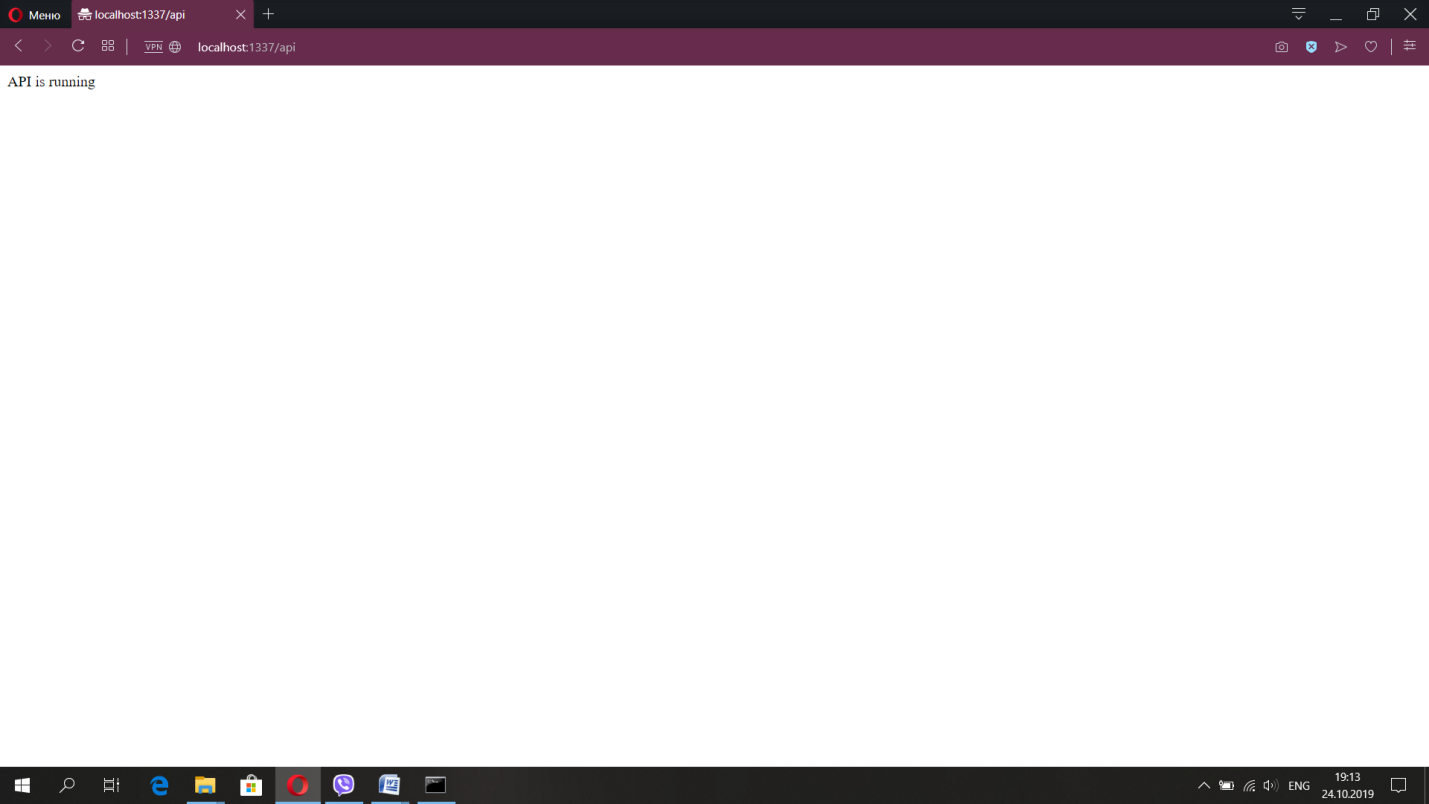 Меню
localhost:1337/api
VPN
localhost:1337/api
API is running
ENG
19:13
24.10.2019